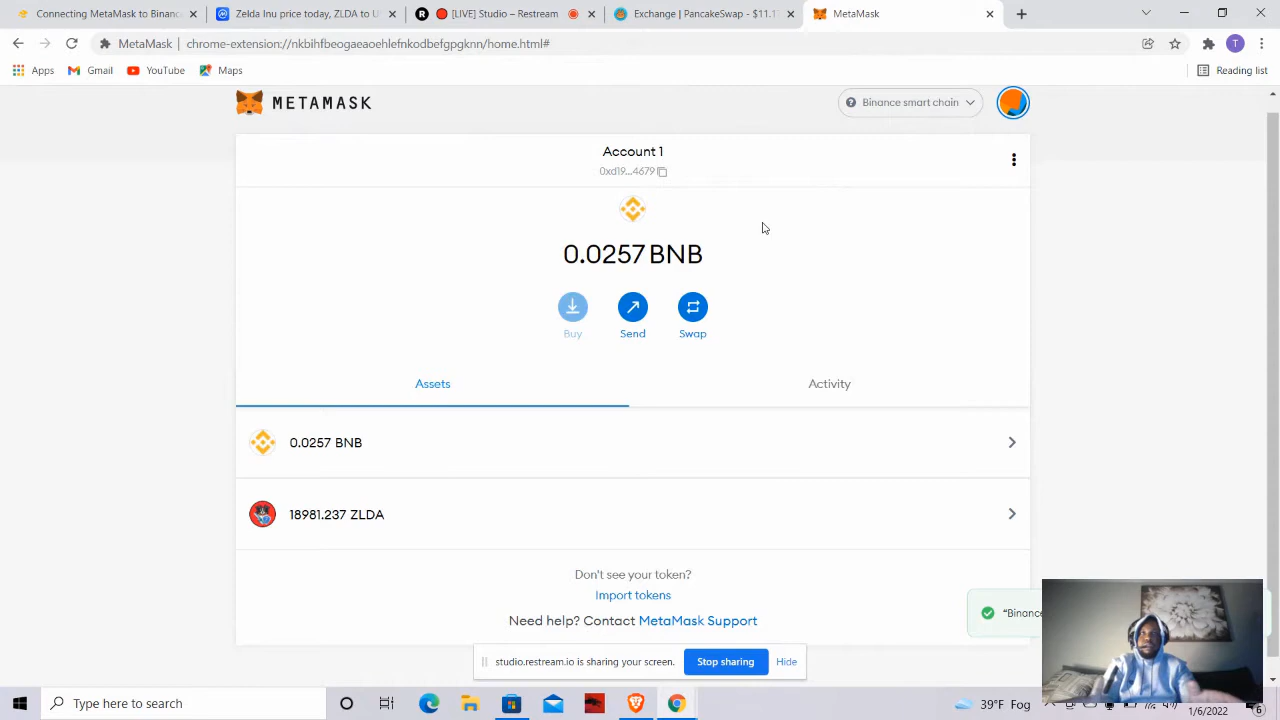 Connecting MetaMask to Binanc
Zelda Inu price today, ZLDA to U
[LIVE] Studio – Restream
Exchange | PancakeSwap - $11.1
MetaMask
MetaMask | chrome-extension://nkbihfbeogaeaoehlefnkodbefgpgknn/home.html#
T
Apps
Gmail
YouTube
Maps
Reading list
METAMASK
Binance smart chain
Account 1
0xd19...4679
0.0257 BNB
Buy
Send
Swap
Assets
Activity
0.0257 BNB
18981.237 ZLDA
Don't see your token?
Import tokens
Need help? Contact MetaMask Support
“Binance
studio.restream.io is sharing your screen.
Stop sharing
Hide
Type here to search
39°F
1/6/2022